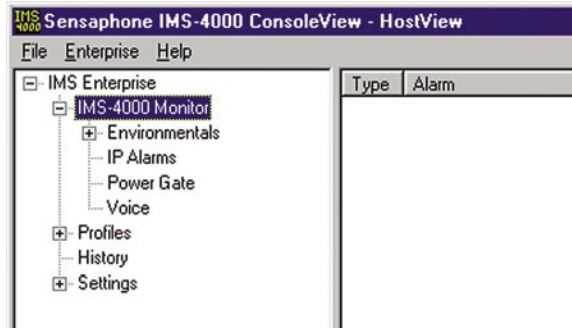 IMS 4000 Sensaphone IMS-4000 ConsoleView - HostView
File Enterprise Help
IMS Enterprise
Type Alarm
IMS-4000 Monitor
Environmentals
IP Alarms
Power Gate
Voice
Profiles
History
Settings